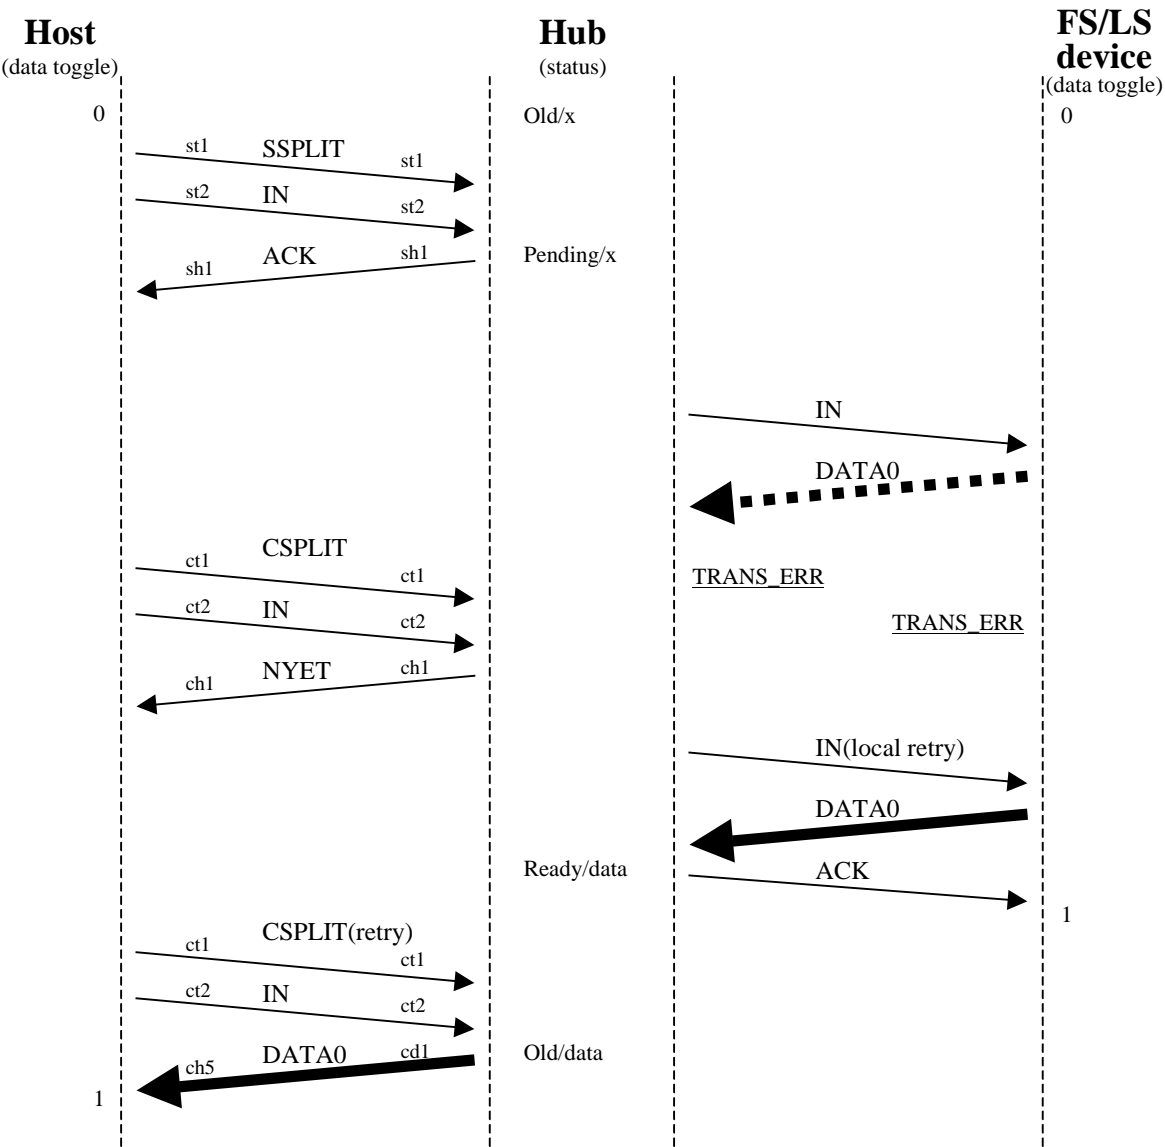 Host
(data toggle)
Hub
(status)
FS/LS
device
(data toggle)
0
Old/x
0
st1 SSPLIT st1
st2 IN st2
sh1 ACK sh1
Pending/x
IN
DATA0
CSPLIT
ct1 ct1
TRANS_ERR
ct2 IN ct2
TRANS_ERR
ch1 NYET ch1
IN(local retry)
DATA0
Ready/data
ACK
1
CSPLIT(retry)
ct1 ct1
ct2 IN ct2
ch5 DATA0 cd1
Old/data
1